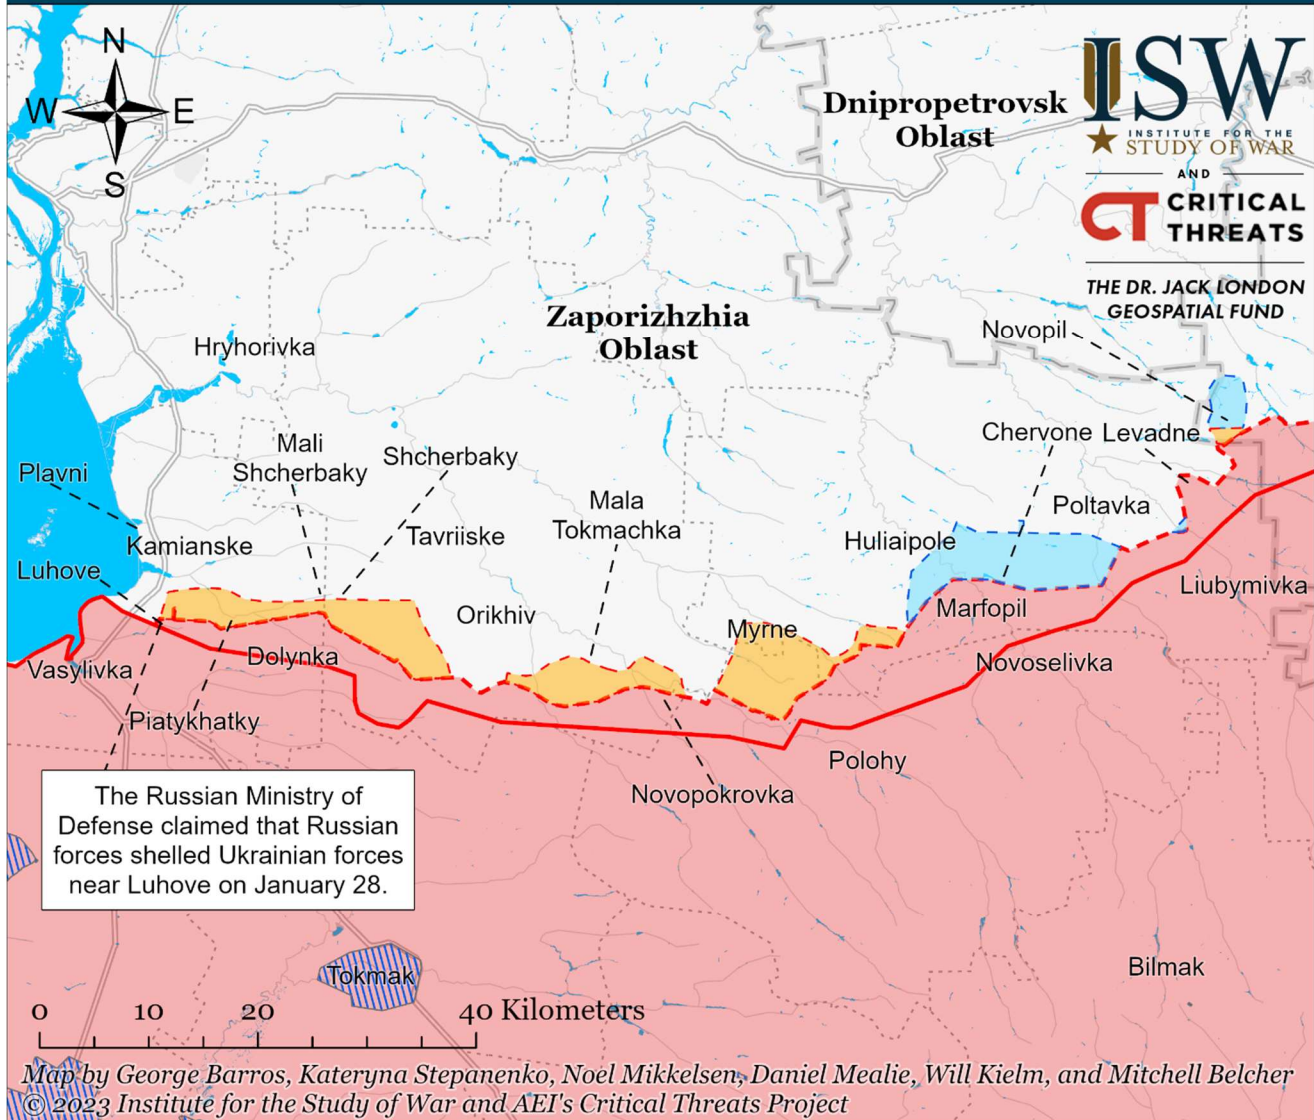 N
W
E
S
Dnipropetrovsk
Oblast
ISW
INSTITUTE FOR THE
STUDY OF WAR
AND
CT CRITICAL
THREATS
THE DR. JACK LONDON
GEOSPATIAL FUND
Zaporizhzhia
Oblast
Novopil
Hryhorivka
Mali
Shcherbaky
Shcherbaky
Chervone
Levadne
Plavni
Mala
Tokmachka
Poltavka
Kamianske
Tavriiske
Huliaipole
Luhove
Liubymivka
Orikhiv
Marfopil
Myrne
Vasylivka
Dolynka
Novoselivka
Piatykhatky
Polohy
Novopokrovka
The Russian Ministry of
Defense claimed that Russian
forces shelled Ukrainian forces
near Luhove on January 28.
Tokmak
Bilmak
0 10 20 40 Kilometers
Map by George Barros, Kateryna Stepanenko, Noel Mikkelsen, Daniel Mealie, Will Kielm, and Mitchell Belcher
© 2023 Institute for the Study of War and AEI's Critical Threats Project